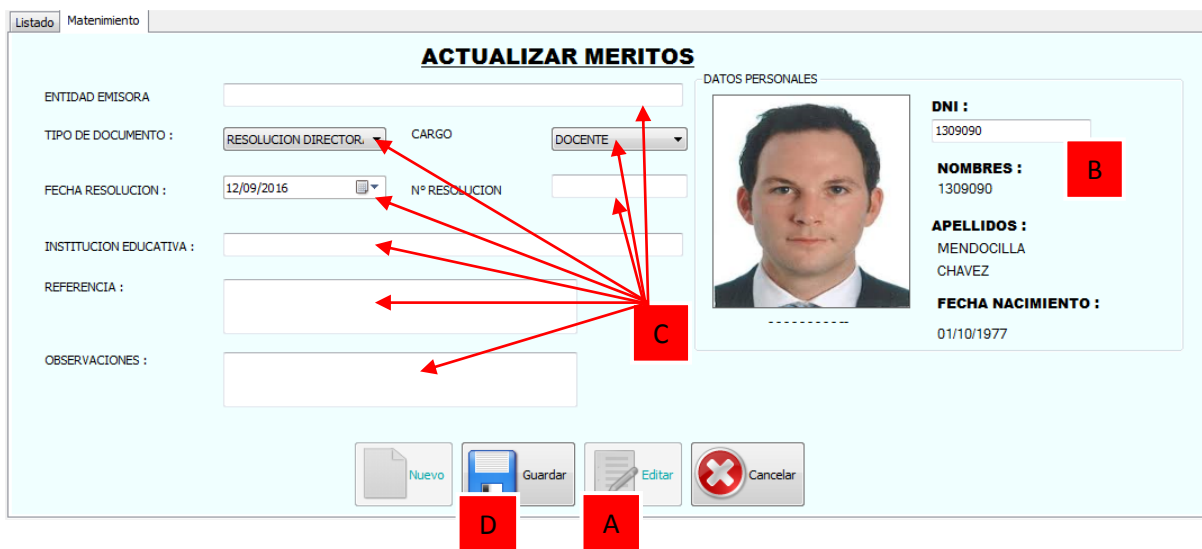 Listado Matenimiento
ACTUALIZAR MERITOS
ENTIDAD EMISORA
TIPO DE DOCUMENTO : RESOLUCION DIRECTOR. CARGO DOCENTE
FECHA RESOLUCION : 12/09/2016 Nº RESOLUCION
INSTITUCION EDUCATIVA :
REFERENCIA :
OBSERVACIONES :
C
DATOS PERSONALES
DNI :
1309090
B
NOMBRES :
1309090
APELLIDOS :
MENDOCILLA
CHAVEZ
FECHA NACIMIENTO :
01/10/1977
Nuevo Guardar Editar Cancelar
D A